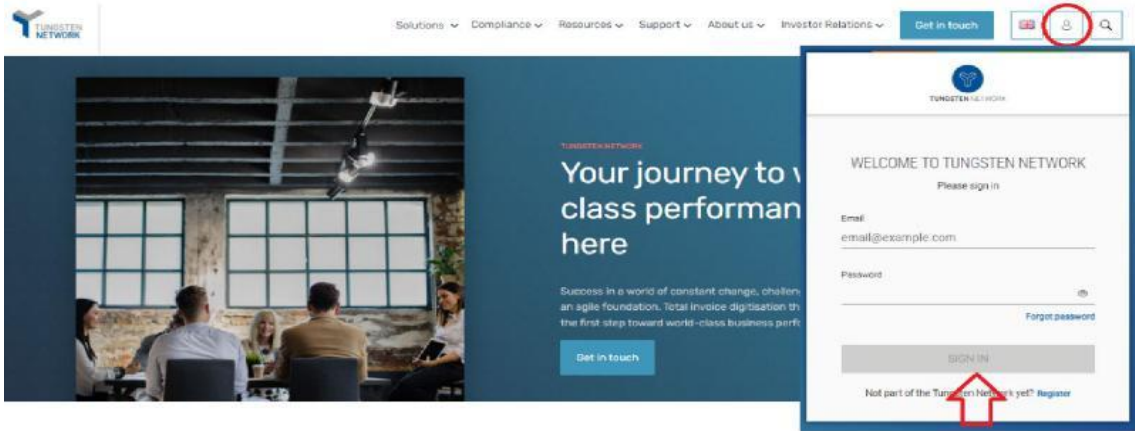 TUNGSTEN
NETWORK
Solutions Compliance Resources Support About us Investor Relations Get in touch
TUNGSTEN NETWORK
Your journey to
class performan
here
Success in a world of constant change, challen
an agile foundation. Total invoice digitisation th
the first step toward world-class business perfo
Get in touch
TUNGSTEN NETWORK
WELCOME TO TUNGSTEN NETWORK
Please sign in
Email
email@example.com
Password
Forgot password
SIGN IN
Not part of the Tungsten Network yet? Register